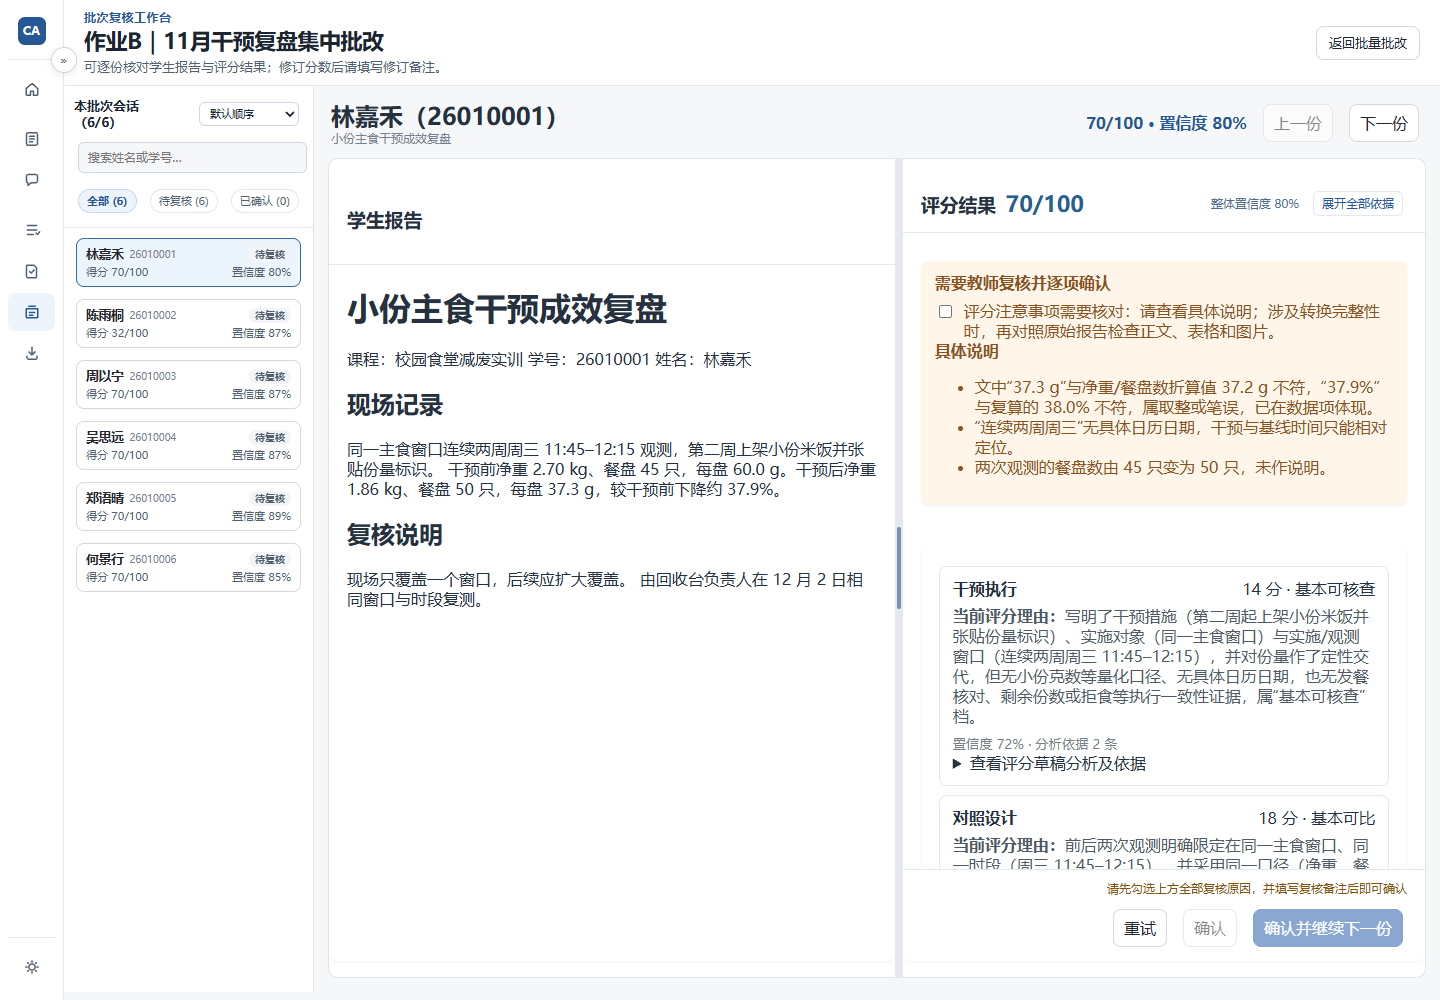 CA
»
批次复核工作台
作业B｜11月干预复盘集中批改
可逐份核对学生报告与评分结果；修订分数后请填写修订备注。
返回批量批改
本批次会话
（6/6）
默认顺序
搜索姓名或学号...
全部 (6)
待复核 (6)
已确认 (0)
林嘉禾 26010001 待复核
得分 70/100 置信度 80%
陈雨桐 26010002 待复核
得分 32/100 置信度 87%
周以宁 26010003 待复核
得分 70/100 置信度 87%
吴思远 26010004 待复核
得分 70/100 置信度 87%
郑语晴 26010005 待复核
得分 70/100 置信度 89%
何景行 26010006 待复核
得分 70/100 置信度 85%
林嘉禾（26010001）
小份主食干预成效复盘
70/100 • 置信度 80%
上一份
下一份
学生报告
小份主食干预成效复盘
课程：校园食堂减废实训 学号：26010001 姓名：林嘉禾
现场记录
同一主食窗口连续两周周三 11:45–12:15 观测，第二周上架小份米饭并张
贴份量标识。 干预前净重 2.70 kg、餐盘 45 只，每盘 60.0 g。干预后净重
1.86 kg、餐盘 50 只，每盘 37.3 g，较干预前下降约 37.9%。
复核说明
现场只覆盖一个窗口，后续应扩大覆盖。 由回收台负责人在 12 月 2 日相
同窗口与时段复测。
评分结果 70/100
整体置信度 80%
展开全部依据
需要教师复核并逐项确认
评分注意事项需要核对：请查看具体说明；涉及转换完整性
时，再对照原始报告检查正文、表格和图片。
具体说明
• 文中“37.3 g”与净重/餐盘数折算值 37.2 g 不符，“37.9%”
与复算的 38.0% 不符，属取整或笔误，已在数据项体现。
• “连续两周周三”无具体日历日期，干预与基线时间只能相对
定位。
• 两次观测的餐盘数由 45 只变为 50 只，未作说明。
干预执行 14 分 · 基本可核查
当前评分理由：写明了干预措施（第二周起上架小份米饭并
张贴份量标识）、实施对象（同一主食窗口）与实施/观测
窗口（连续两周周三 11:45–12:15），并对份量作了定性交
代，但无小份克数等量化口径、无具体日历日期，也无发餐
核对、剩余份数或拒食等执行一致性证据，属“基本可核查”
档。
置信度 72% · 分析依据 2 条
▶ 查看评分草稿分析及依据
对照设计 18 分 · 基本可比
当前评分理由：前后两次观测明确限定在同一主食窗口、同
一时段（周三 11:45–12:15），并采用同一口径（净重、餐
请先勾选上方全部复核原因，并填写复核备注后即可确认
重试
确认
确认并继续下一份